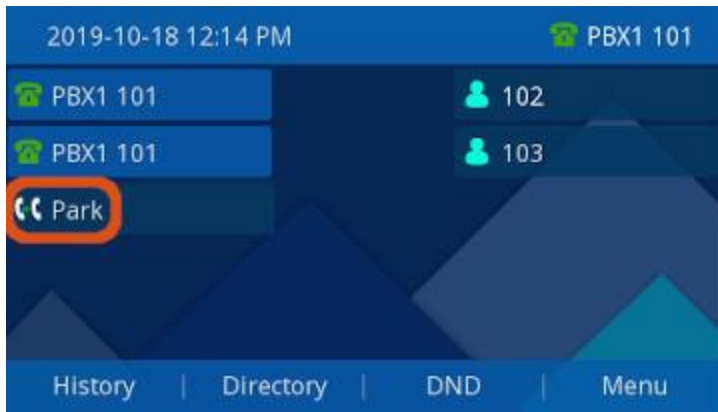 2019-10-18 12:14 PM PBX1 101
PBX1 101 102
PBX1 101 103
Park
History | Directory | DND | Menu